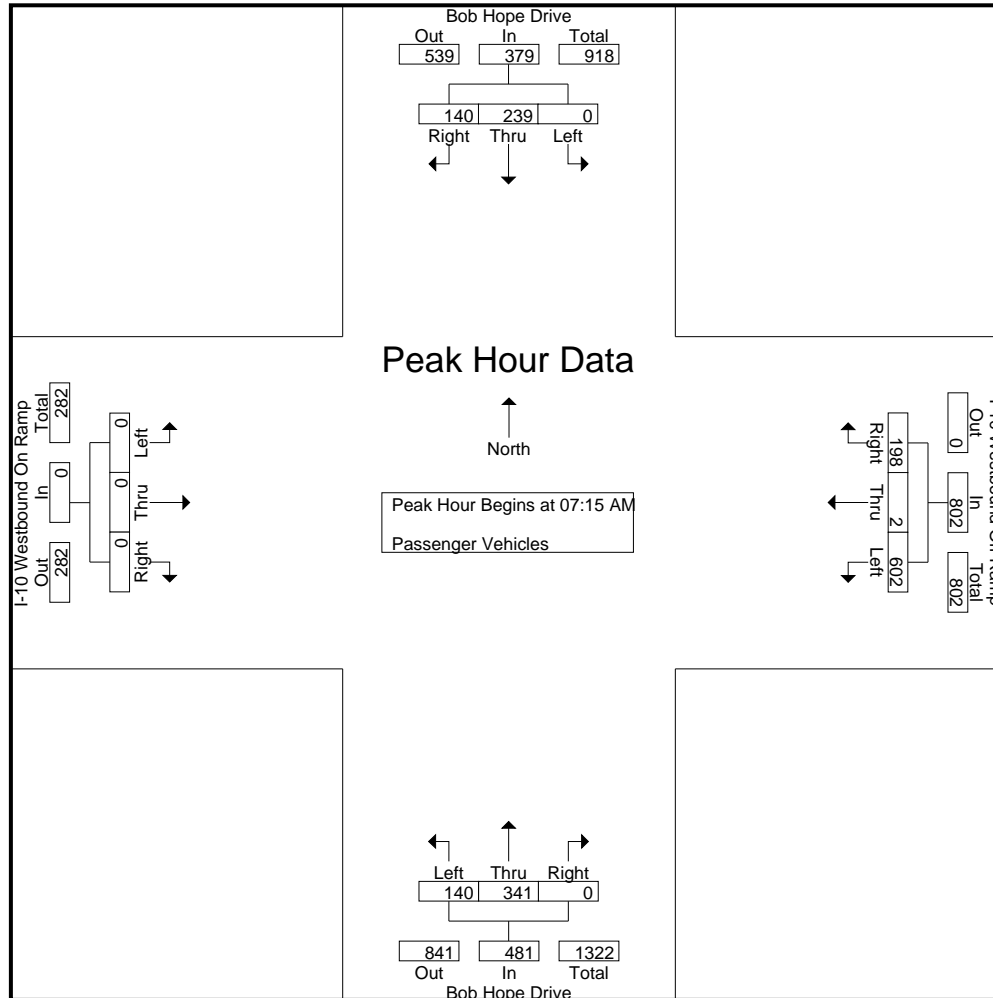 Bob Hope Drive
Out In Total
539 379 918
140 239 0
Right Thru Left
Peak Hour Data
North
Peak Hour Begins at 07:15 AM
Passenger Vehicles
I-10 Westbound On Ramp
Total In Out
282 0 282
0 0 0
Left Thru Right
Westbound
Out In Total
0 802 802
198 2 602
Right Thru Left
Left Thru Right
140 341 0
841 481 1322
Out In Total
Bob Hope Drive